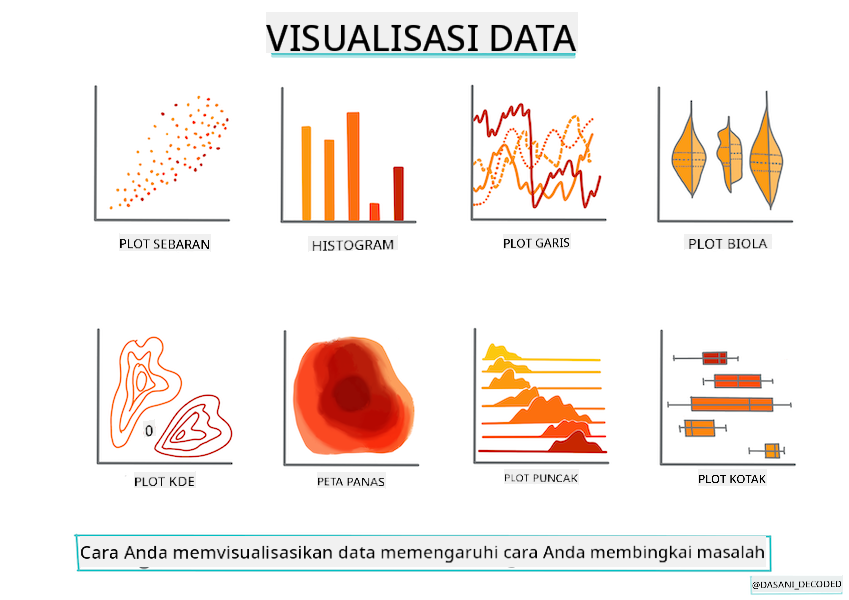 VISUALISASI DATA
PLOT SEBARAN
HISTOGRAM
PLOT GARIS
PLOT BIOLA
0
PLOT KDE
PETA PANAS
PLOT PUNCAK
PLOT KOTAK
Cara Anda memvisualisasikan data memengaruhi cara Anda membingkai masalah
@DASANI_DECODED